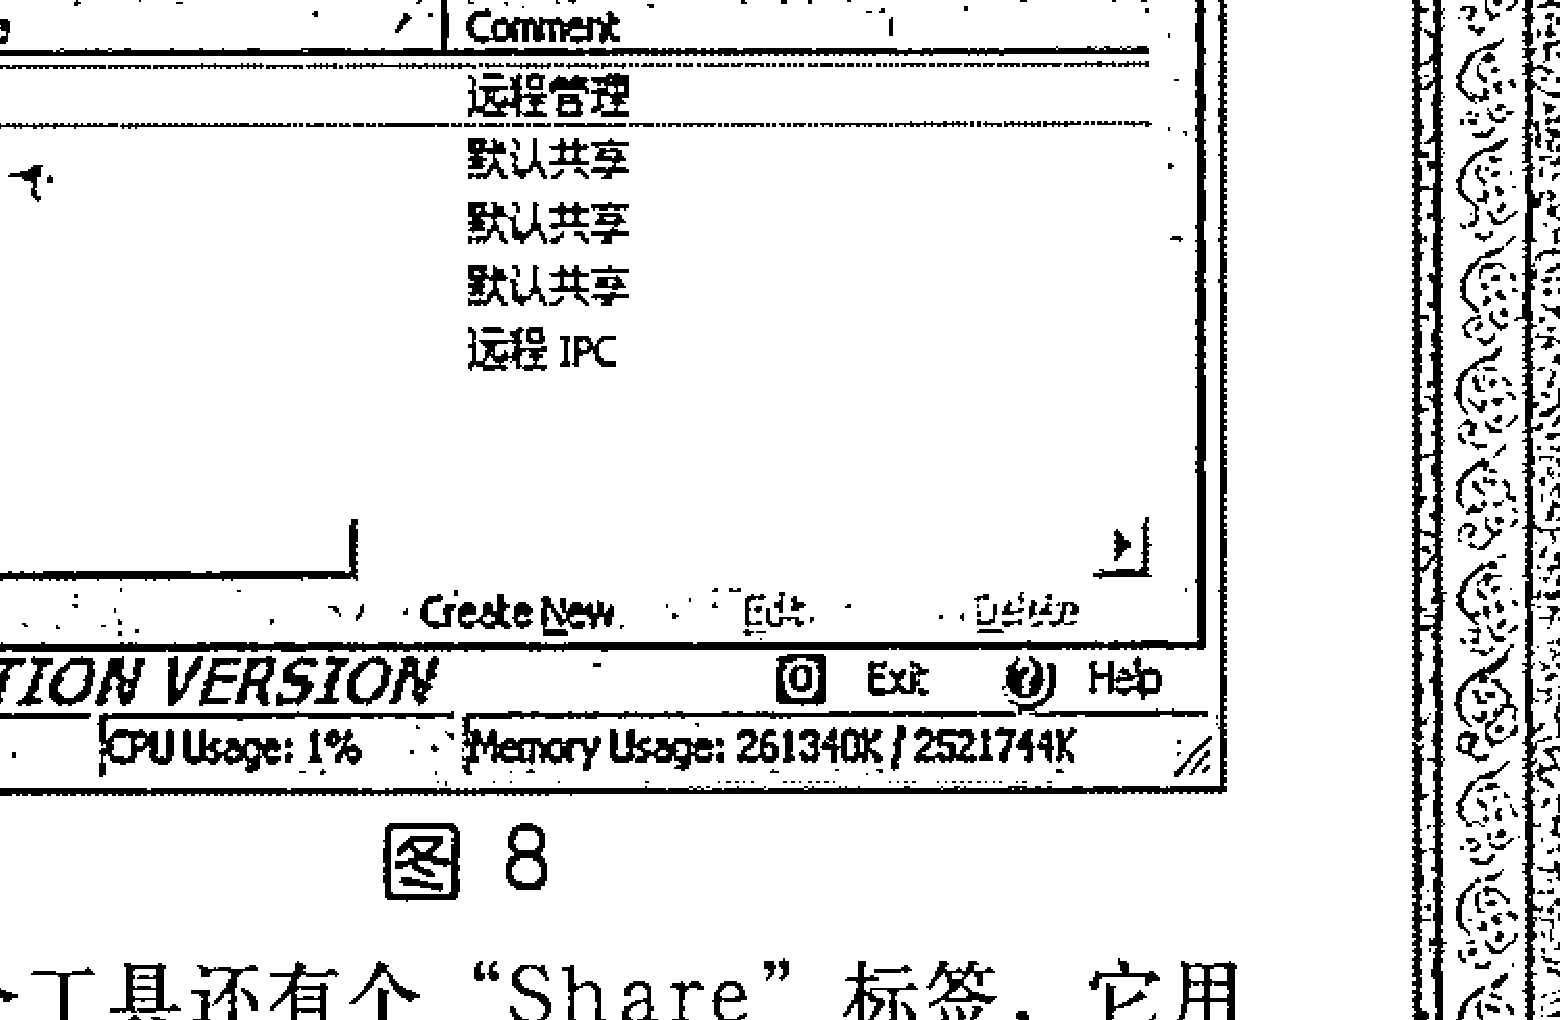 Comment
远程管理
默认共享
默认共享
默认共享
远程 IPC
Create New Edit
TION VERSION Exit Help
CPU Usage: 1% Memory Usage: 261340K / 2521744K
图 8
个工具还有个 “Share” 标签，它用